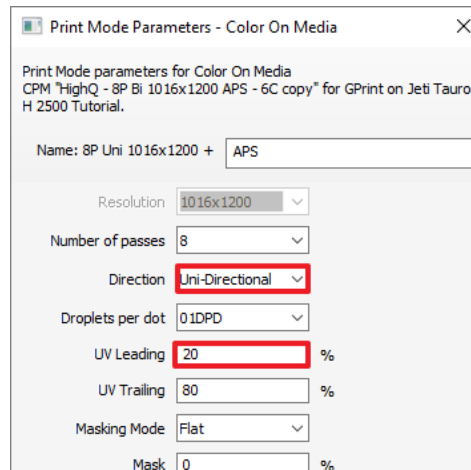 Print Mode Parameters - Color On Media
Print Mode parameters for Color On Media
CPM "HighQ - 8P Bi 1016x1200 APS - 6C copy" for GPrint on Jeti Tauro
H 2500 Tutorial.
Name: 8P Uni 1016x1200 + APS
Resolution 1016x1200
Number of passes 8
Direction Uni-Directional
Droplets per dot 01DPD
UV Leading 20 %
UV Trailing 80 %
Masking Mode Flat
Mask 0 %